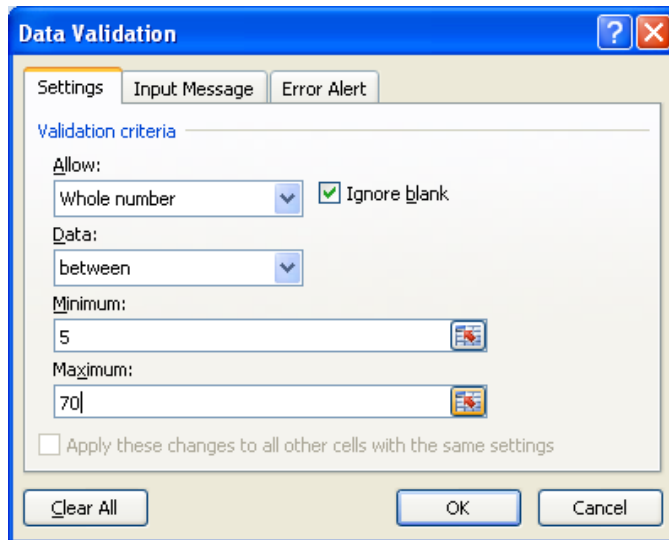 Data Validation
Settings Input Message Error Alert
Validation criteria
Allow:
Whole number Ignore blank
Data:
between
Minimum:
5
Maximum:
70
Apply these changes to all other cells with the same settings
Clear All OK Cancel